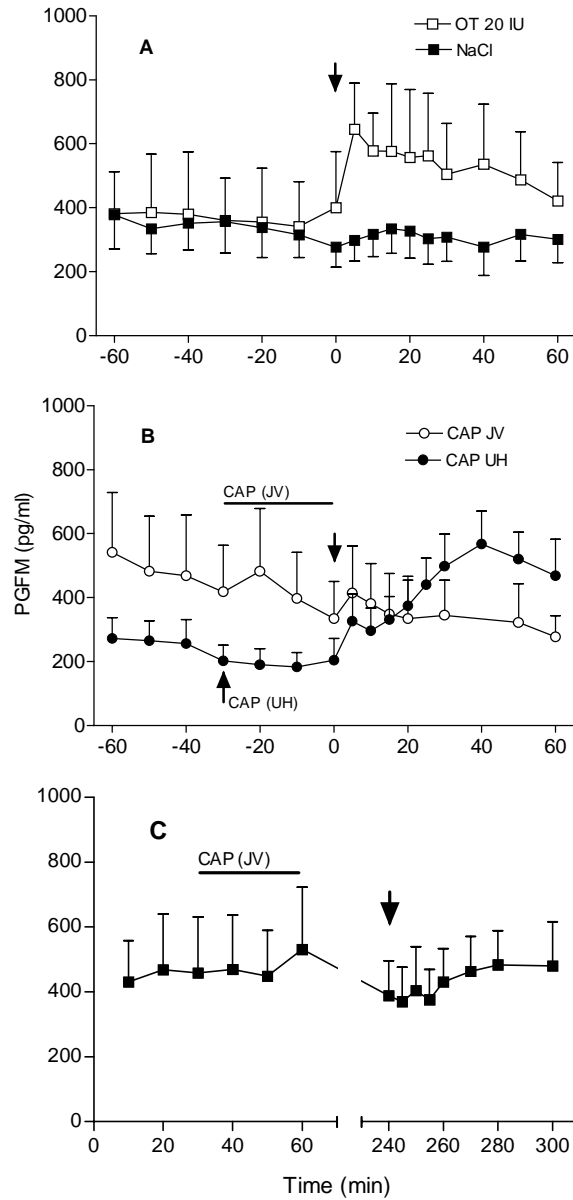 A
OT 20 IU
NaCl
1000
800
600
400
200
0
-60 -40 -20 0 20 40 60
B
CAP JV
CAP UH
CAP (JV)
CAP (UH)
PGFM (pg/ml)
1000
800
600
400
200
0
-60 -40 -20 0 20 40 60
C
CAP (JV)
1000
800
600
400
200
0
0 20 40 60 240 260 280 300
Time (min)